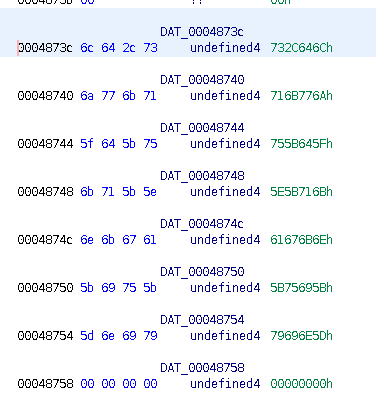 0004875b 00 ?? 00h
DAT_0004873c
0004873c 6c 64 2c 73 undefined4 732C646Ch
DAT_00048740
00048740 6a 77 6b 71 undefined4 716B776Ah
DAT_00048744
00048744 5f 64 5b 75 undefined4 755B645Fh
DAT_00048748
00048748 6b 71 5b 5e undefined4 5E5B716Bh
DAT_0004874c
0004874c 6e 6b 67 61 undefined4 61676B6Eh
DAT_00048750
00048750 5b 69 75 5b undefined4 5B75695Bh
DAT_00048754
00048754 5d 6e 69 79 undefined4 79696E5Dh
DAT_00048758
00048758 00 00 00 00 undefined4 00000000h